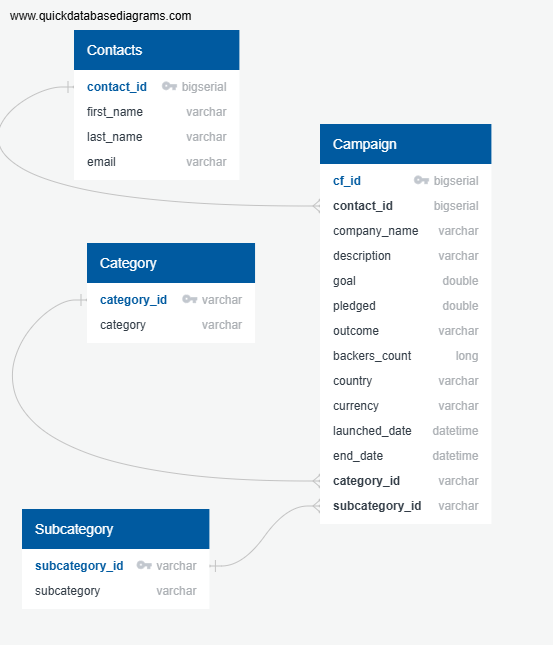 www.quickdatabasediagrams.com
Contacts
contact_id bigserial
first_name varchar
last_name varchar
email varchar
Campaign
cf_id bigserial
contact_id bigserial
company_name varchar
description varchar
goal double
pledged double
outcome varchar
backers_count long
country varchar
currency varchar
launched_date datetime
end_date datetime
category_id varchar
subcategory_id varchar
Category
category_id varchar
category varchar
Subcategory
subcategory_id varchar
subcategory varchar